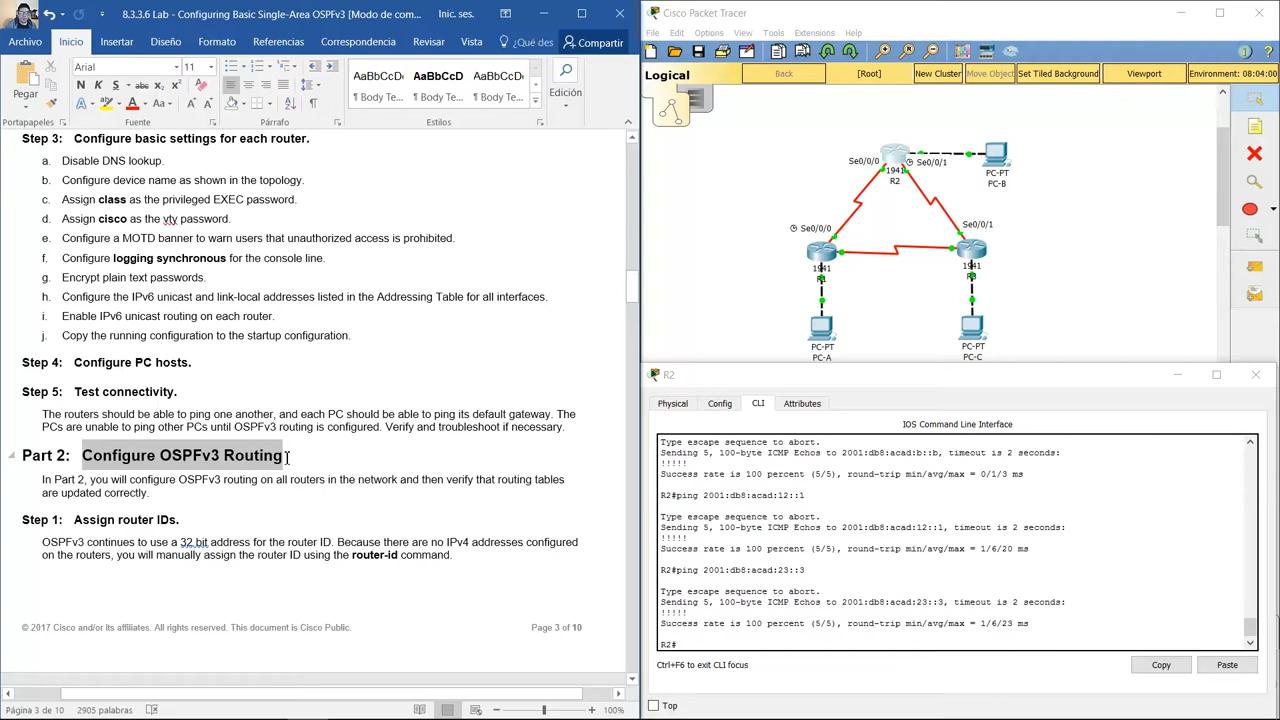 8.3.3.6 Lab - Configuring Basic Single-Area OSPFv3 [Modo de com...
Inic. ses.
Archivo
Inicio
Insertar
Diseño
Formato
Referencias
Correspondencia
Revisar
Vista
¿Qué des...
Compartir
Pegar
Arial
11
N K S abc x₂ x²
AaBbCcDc
AaBbCcD
AaBbCcDc
¶ Body Te...
¶ Body Te...
¶ Body Te...
Edición
Portapapeles
Fuente
Párrafo
Estilos
Step 3: Configure basic settings for each router.
a. Disable DNS lookup.
b. Configure device name as shown in the topology.
c. Assign class as the privileged EXEC password.
d. Assign cisco as the vty password.
e. Configure a MOTD banner to warn users that unauthorized access is prohibited.
f. Configure logging synchronous for the console line.
g. Encrypt plain text passwords.
h. Configure the IPv6 unicast and link-local addresses listed in the Addressing Table for all interfaces.
i. Enable IPv6 unicast routing on each router.
j. Copy the running configuration to the startup configuration.
Step 4: Configure PC hosts.
Step 5: Test connectivity.
The routers should be able to ping one another, and each PC should be able to ping its default gateway. The
PCs are unable to ping other PCs until OSPFv3 routing is configured. Verify and troubleshoot if necessary.
Part 2: Configure OSPFv3 Routing
In Part 2, you will configure OSPFv3 routing on all routers in the network and then verify that routing tables
are updated correctly.
Step 1: Assign router IDs.
OSPFv3 continues to use a 32-bit address for the router ID. Because there are no IPv4 addresses configured
on the routers, you will manually assign the router ID using the router-id command.
© 2017 Cisco and/or its affiliates. All rights reserved. This document is Cisco Public.
Page 3 of 10
Página 3 de 10
2905 palabras
100%
Cisco Packet Tracer
File
Edit
Options
View
Tools
Extensions
Help
Logical
Back
[Root]
New Cluster
Move Object
Set Tiled Background
Viewport
Environment: 08:04:00
Se0/0/0
Se0/0/1
1941
R2
PC-PT
PC-B
Se0/0/0
Se0/0/1
1941
R1
1941
R3
PC-PT
PC-A
PC-PT
PC-C
R2
Physical
Config
CLI
Attributes
IOS Command Line Interface
Type escape sequence to abort.
Sending 5, 100-byte ICMP Echos to 2001:db8:acad:b::b, timeout is 2 seconds:
!!!!!
Success rate is 100 percent (5/5), round-trip min/avg/max = 0/1/3 ms
R2#ping 2001:db8:acad:12::1
Type escape sequence to abort.
Sending 5, 100-byte ICMP Echos to 2001:db8:acad:12::1, timeout is 2 seconds:
!!!!!
Success rate is 100 percent (5/5), round-trip min/avg/max = 1/6/20 ms
R2#ping 2001:db8:acad:23::3
Type escape sequence to abort.
Sending 5, 100-byte ICMP Echos to 2001:db8:acad:23::3, timeout is 2 seconds:
!!!!!
Success rate is 100 percent (5/5), round-trip min/avg/max = 1/6/23 ms
R2#
Ctrl+F6 to exit CLI focus
Copy
Paste
Top